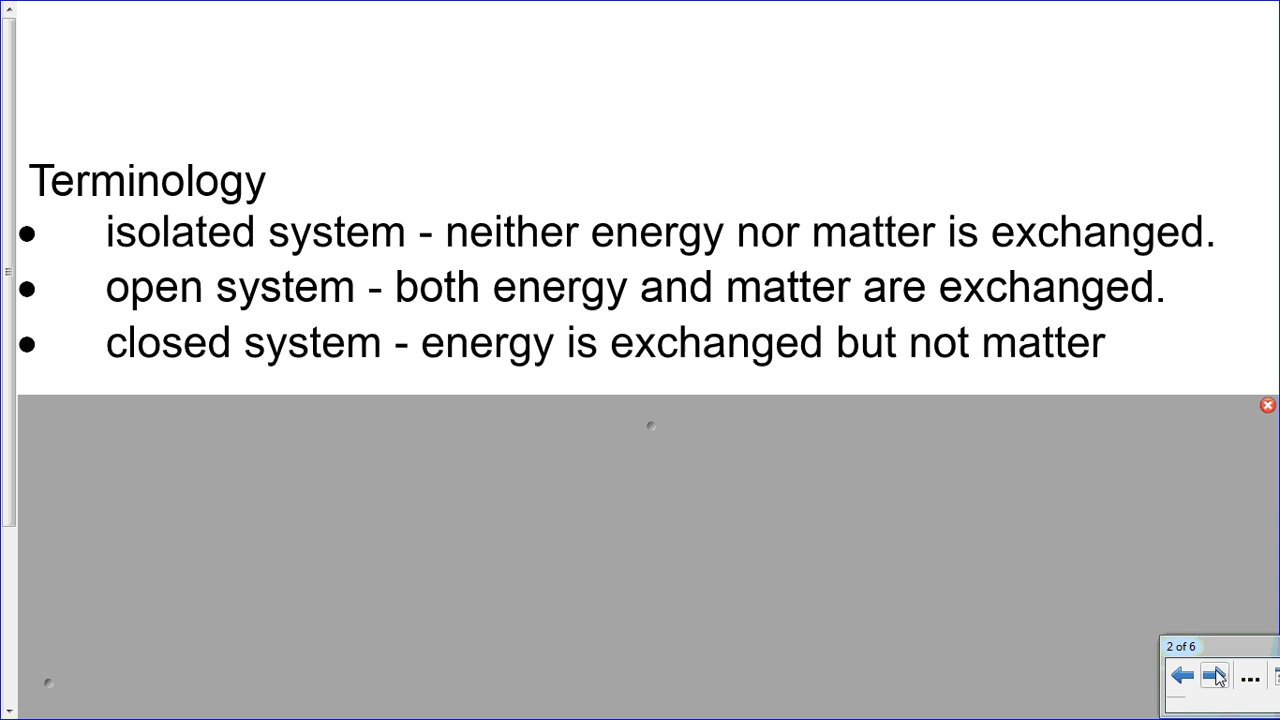 Terminology
● isolated system - neither energy nor matter is exchanged.
● open system - both energy and matter are exchanged.
● closed system - energy is exchanged but not matter
2 of 6
...